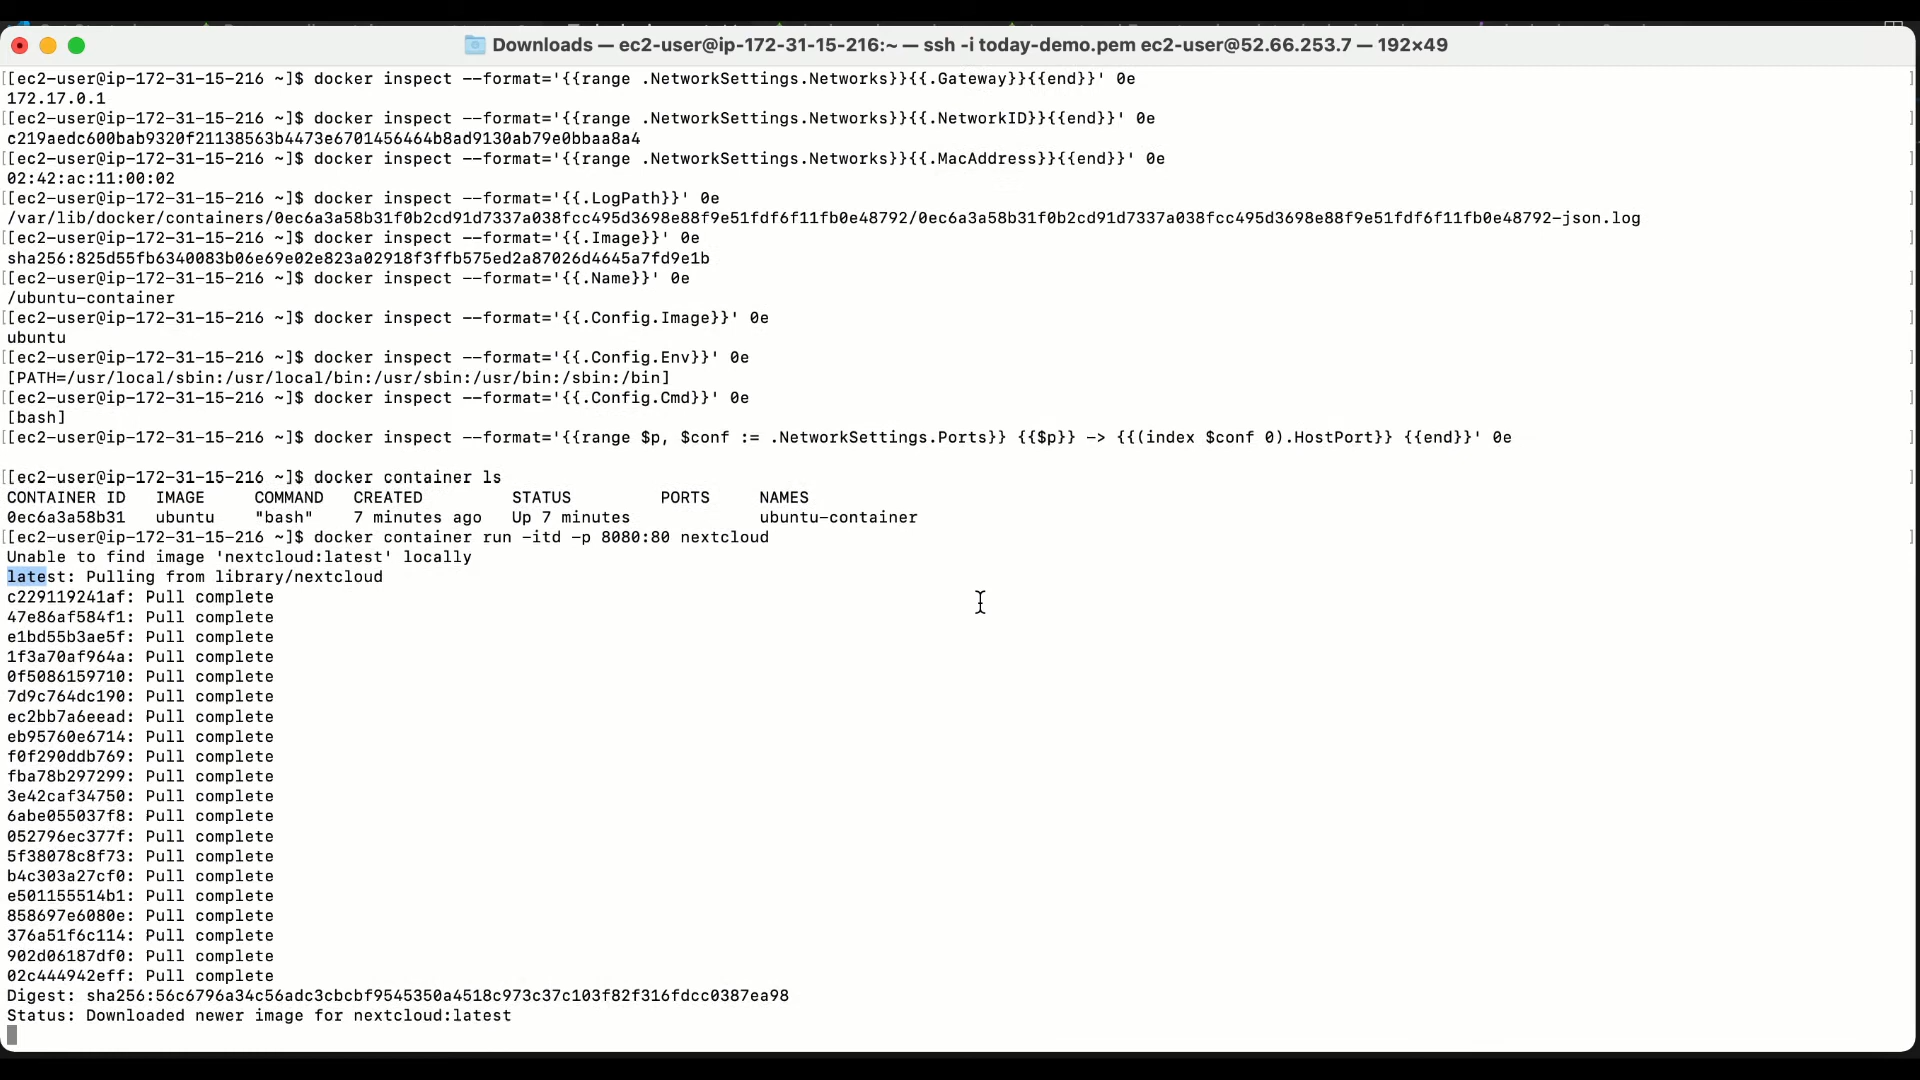 Downloads — ec2-user@ip-172-31-15-216:~ — ssh -i today-demo.pem ec2-user@52.66.253.7 — 192×49
[[ec2-user@ip-172-31-15-216 ~]$ docker inspect --format='{{range .NetworkSettings.Networks}}{{.Gateway}}{{end}}' 0e ]
172.17.0.1
[[ec2-user@ip-172-31-15-216 ~]$ docker inspect --format='{{range .NetworkSettings.Networks}}{{.NetworkID}}{{end}}' 0e ]
c219aedc600bab9320f21138563b4473e6701456464b8ad9130ab79e0bbaa8a4
[[ec2-user@ip-172-31-15-216 ~]$ docker inspect --format='{{range .NetworkSettings.Networks}}{{.MacAddress}}{{end}}' 0e ]
02:42:ac:11:00:02
[[ec2-user@ip-172-31-15-216 ~]$ docker inspect --format='{{.LogPath}}' 0e ]
/var/lib/docker/containers/0ec6a3a58b31f0b2cd91d7337a038fcc495d3698e88f9e51fdf6f11fb0e48792/0ec6a3a58b31f0b2cd91d7337a038fcc495d3698e88f9e51fdf6f11fb0e48792-json.log
[[ec2-user@ip-172-31-15-216 ~]$ docker inspect --format='{{.Image}}' 0e ]
sha256:825d55fb6340083b06e69e02e823a02918f3ffb575ed2a87026d4645a7fd9e1b
[[ec2-user@ip-172-31-15-216 ~]$ docker inspect --format='{{.Name}}' 0e ]
/ubuntu-container
[[ec2-user@ip-172-31-15-216 ~]$ docker inspect --format='{{.Config.Image}}' 0e ]
ubuntu
[[ec2-user@ip-172-31-15-216 ~]$ docker inspect --format='{{.Config.Env}}' 0e ]
[PATH=/usr/local/sbin:/usr/local/bin:/usr/sbin:/usr/bin:/sbin:/bin]
[[ec2-user@ip-172-31-15-216 ~]$ docker inspect --format='{{.Config.Cmd}}' 0e ]
[bash]
[[ec2-user@ip-172-31-15-216 ~]$ docker inspect --format='{{range $p, $conf := .NetworkSettings.Ports}} {{$p}} -> {{(index $conf 0).HostPort}} {{end}}' 0e ]
[[ec2-user@ip-172-31-15-216 ~]$ docker container ls ]
CONTAINER ID   IMAGE     COMMAND   CREATED         STATUS         PORTS     NAMES
0ec6a3a58b31   ubuntu    "bash"    7 minutes ago   Up 7 minutes             ubuntu-container
[[ec2-user@ip-172-31-15-216 ~]$ docker container run -itd -p 8080:80 nextcloud ]
Unable to find image 'nextcloud:latest' locally
latest: Pulling from library/nextcloud
c229119241af: Pull complete
47e86af584f1: Pull complete
e1bd55b3ae5f: Pull complete
1f3a70af964a: Pull complete
0f5086159710: Pull complete
7d9c764dc190: Pull complete
ec2bb7a6eead: Pull complete
eb95760e6714: Pull complete
f0f290ddb769: Pull complete
fba78b297299: Pull complete
3e42caf34750: Pull complete
6abe055037f8: Pull complete
052796ec377f: Pull complete
5f38078c8f73: Pull complete
b4c303a27cf0: Pull complete
e501155514b1: Pull complete
858697e6080e: Pull complete
376a51f6c114: Pull complete
902d06187df0: Pull complete
02c444942eff: Pull complete
Digest: sha256:56c6796a34c56adc3cbcbf9545350a4518c973c37c103f82f316fdcc0387ea98
Status: Downloaded newer image for nextcloud:latest